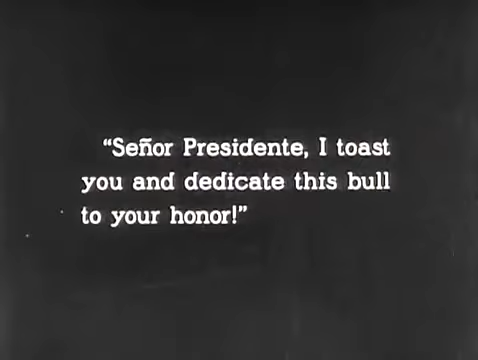 “Señor Presidente, I toast
you and dedicate this bull
to your honor!”